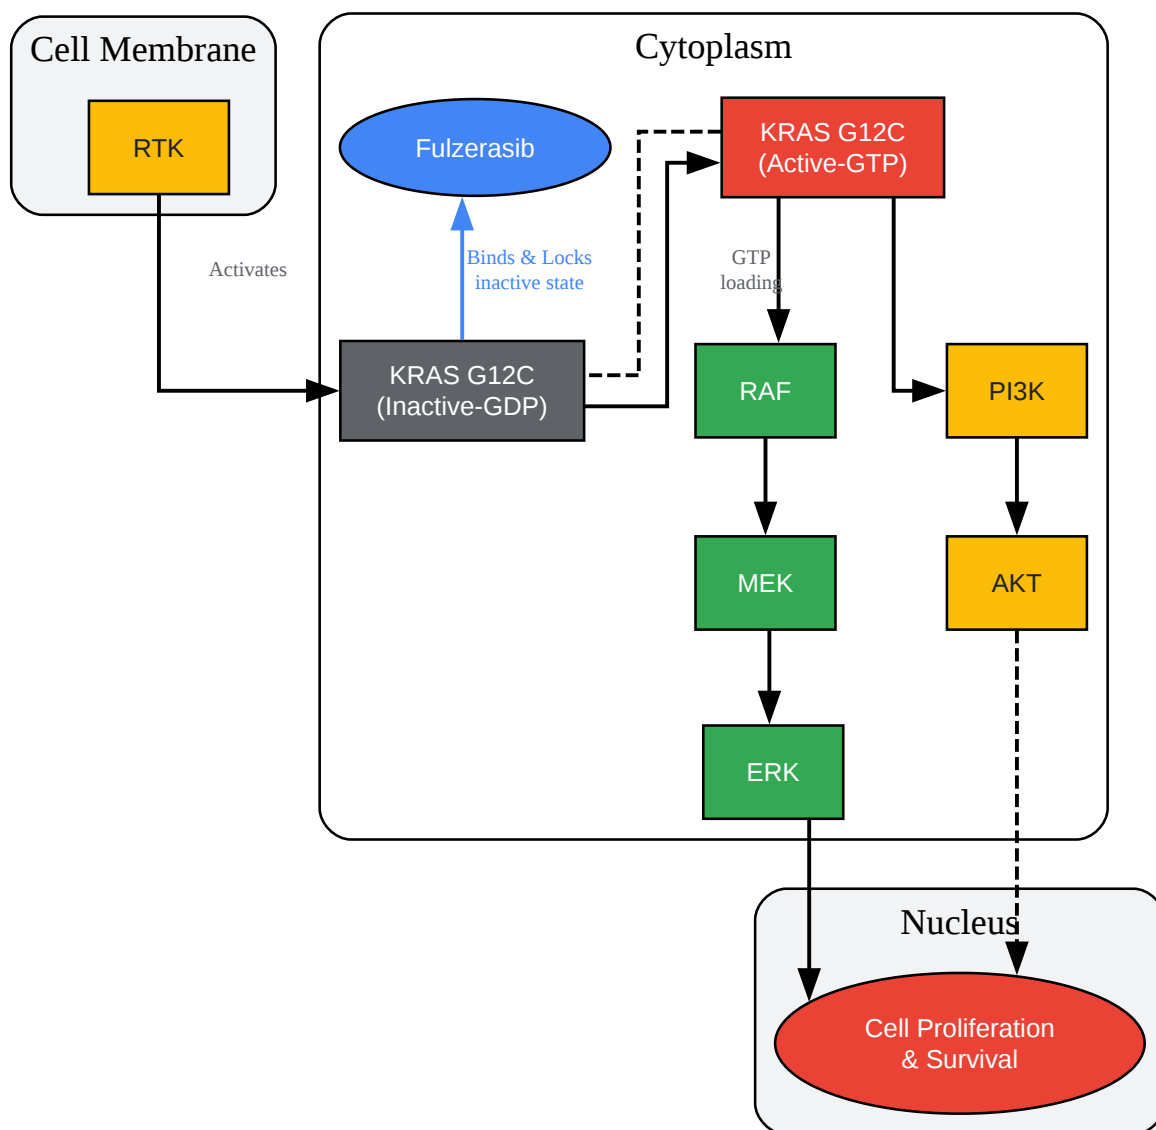 Cell Membrane
RTK
Activates
Cytoplasm
Fulzerasib
Binds & Locks
inactive state
KRAS G12C
(Inactive-GDP)
KRAS G12C
(Active-GTP)
GTP
loading
RAF
PI3K
MEK
AKT
ERK
Nucleus
Cell Proliferation
& Survival